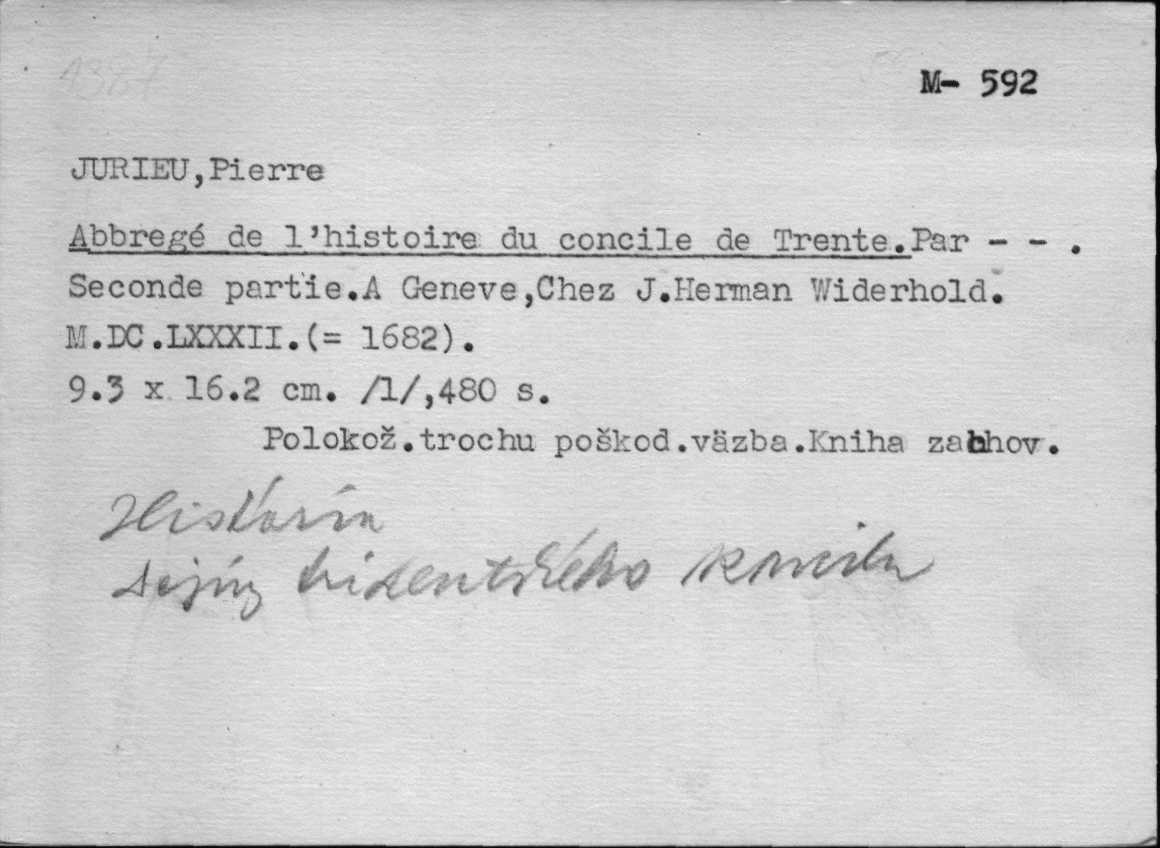 M- 592
JURIEU,Pierre
Abbregé de l'histoire du concile de Trente.Par - - .
Seconde partie.A Geneve,Chez J.Herman Widerhold.
M.DC.LXXXII.(= 1682).
9.3 x 16.2 cm. /1/,480 s.
Polokož.trochu poškod.väzba.Kniha zachov.
História
dejiny tridentského koncilu